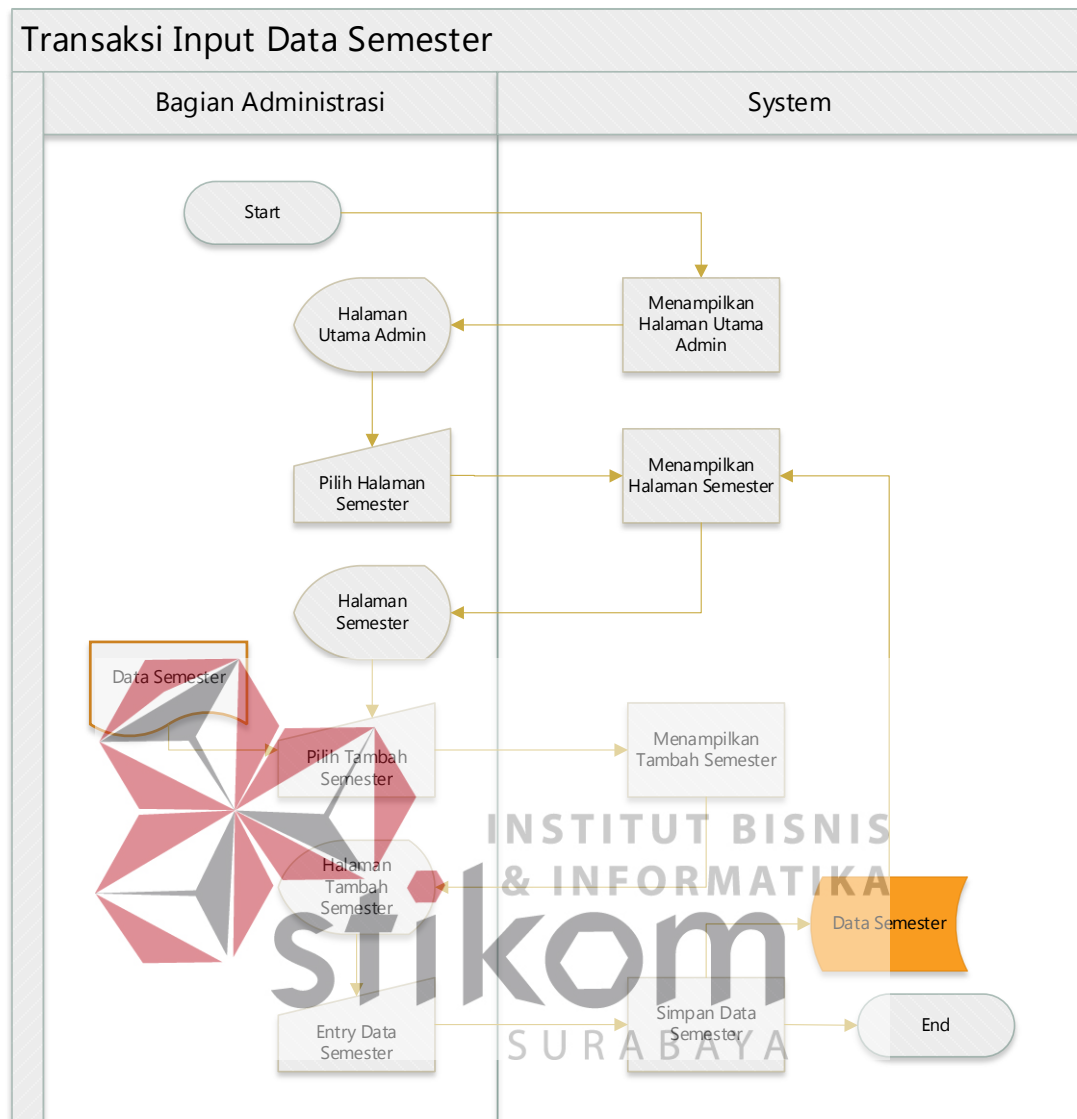 Transaksi Input Data Semester
Bagian Administrasi
System
Start
Menampilkan
Halaman Utama
Admin
Halaman
Utama Admin
Pilih Halaman
Semester
Menampilkan
Halaman Semester
Halaman
Semester
Data Semester
Pilih Tambah
Semester
Menampilkan
Tambah Semester
Halaman
Tambah
Semester
Data Semester
Entry Data
Semester
Simpan Data
Semester
End
INSTITUT BISNIS
& INFORMATIKA
stikom
SURABAYA